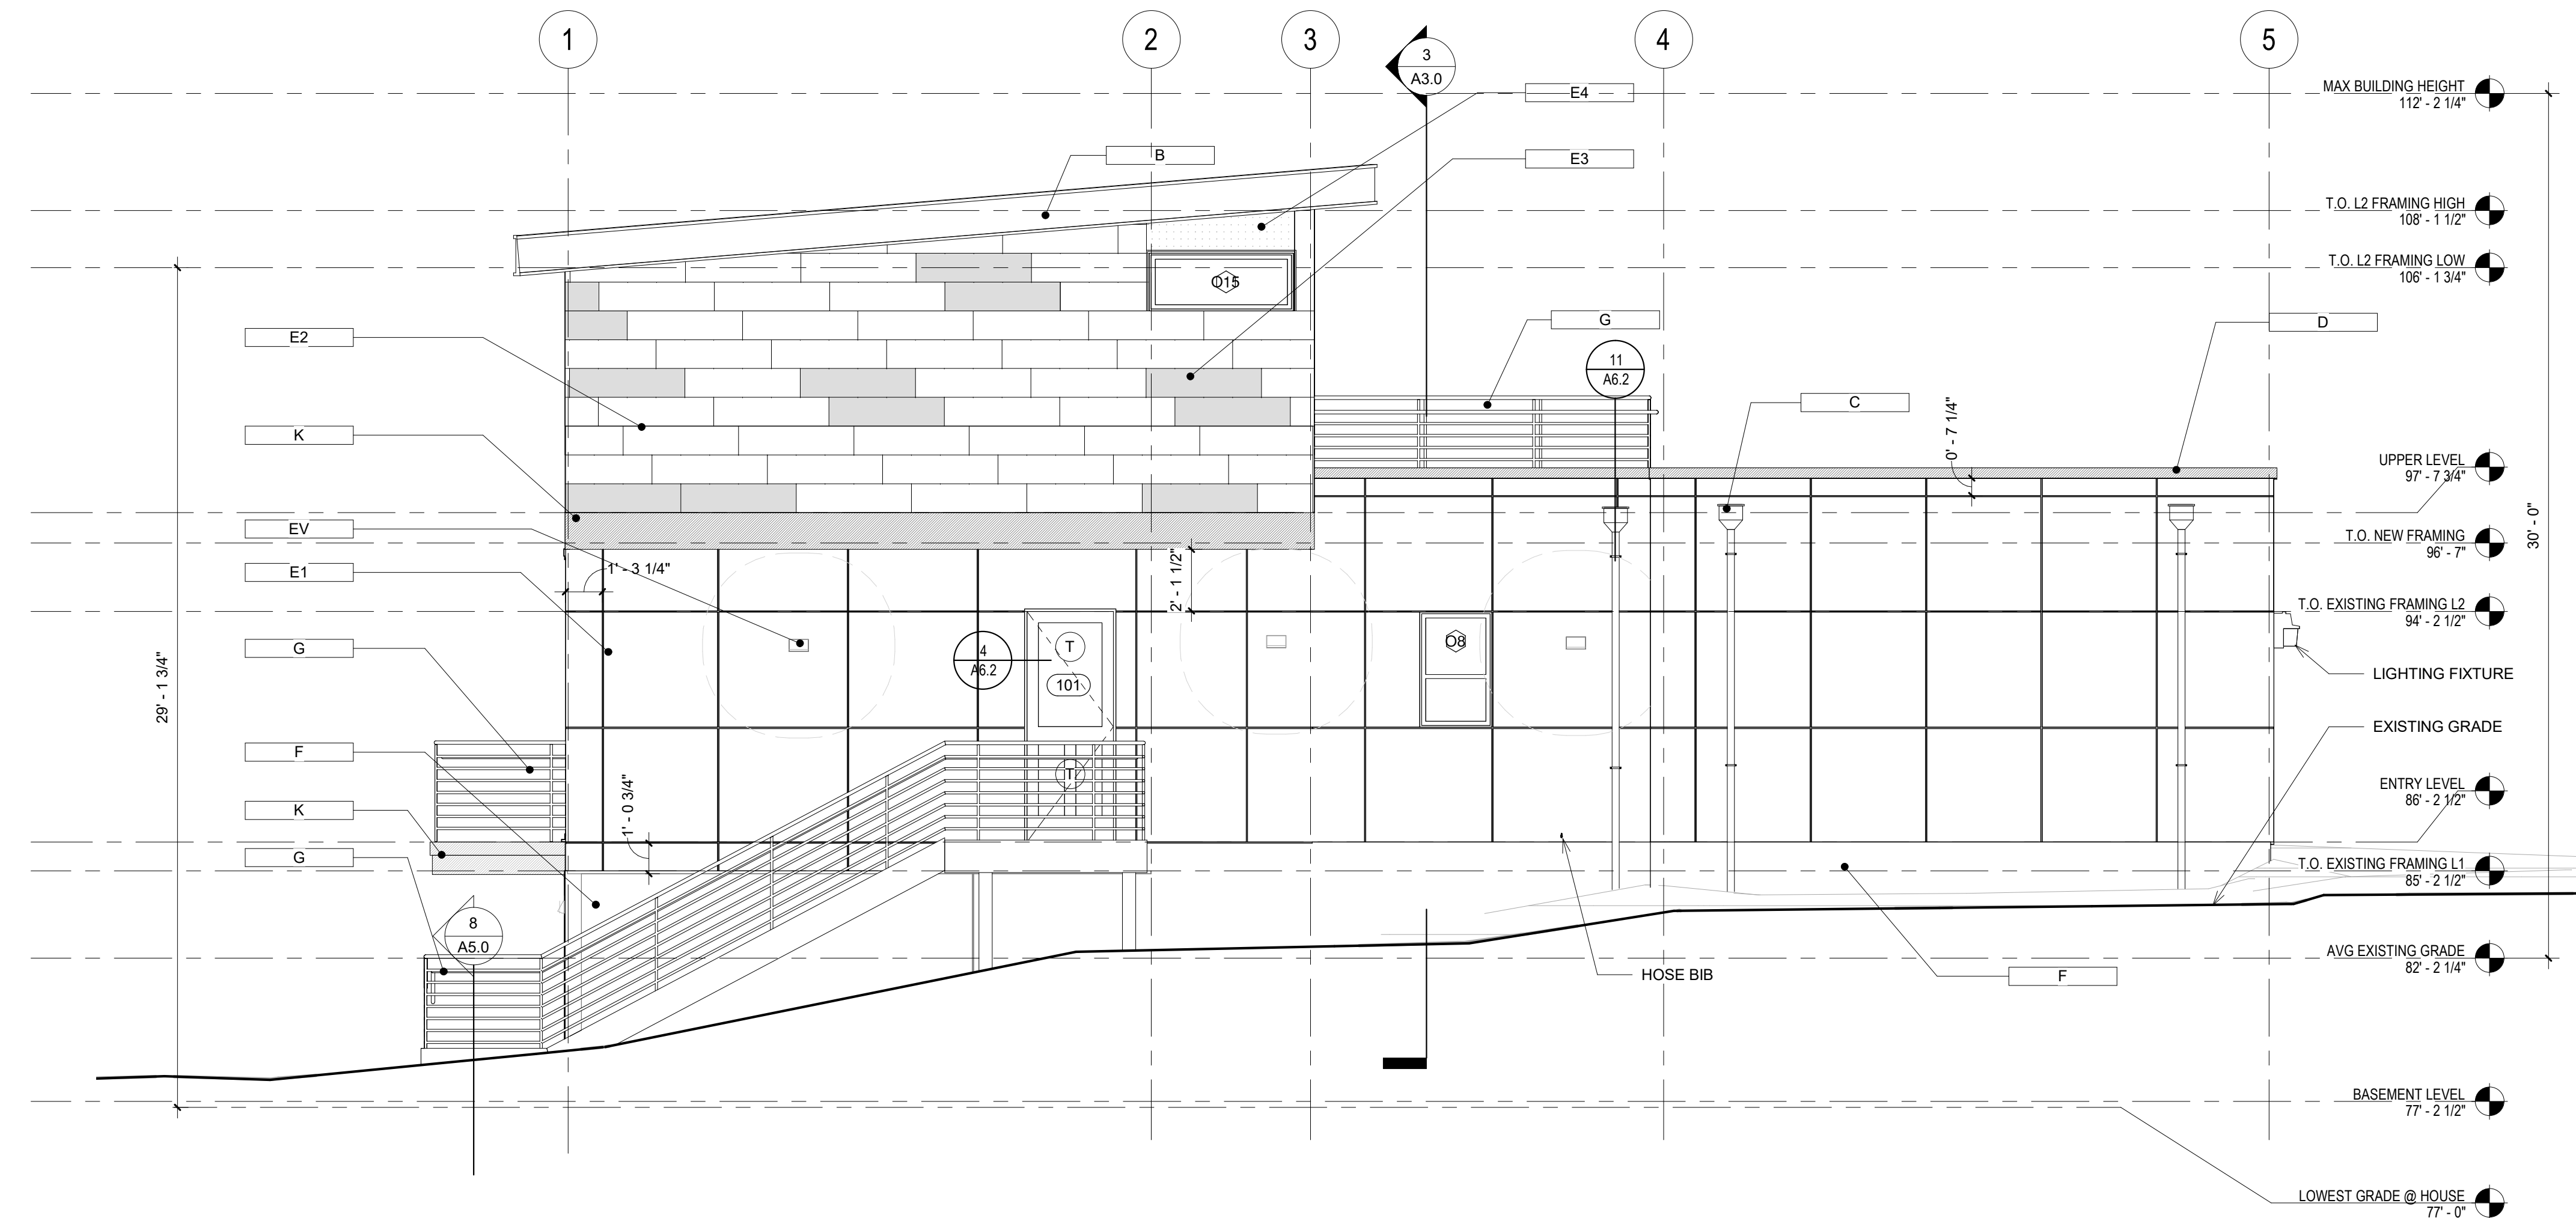 1
2
3
4
5
3
A3.0
MAX BUILDING HEIGHT
112' - 2 1/4"
E4
B
E3
T.O. L2 FRAMING HIGH
108' - 1 1/2"
T.O. L2 FRAMING LOW
106' - 1 3/4"
O15
G
D
E2
11
A6.2
C
0' - 7 1/4"
K
UPPER LEVEL
97' - 7 3/4"
EV
T.O. NEW FRAMING
96' - 7"
30' - 0"
E1
1' - 3 1/4"
2' - 1 1/2"
T.O. EXISTING FRAMING L2
94' - 2 1/2"
G
4
A6.2
T
101
O8
LIGHTING FIXTURE
29' - 1 3/4"
EXISTING GRADE
F
T
1' - 0 3/4"
ENTRY LEVEL
86' - 2 1/2"
K
G
T.O. EXISTING FRAMING L1
85' - 2 1/2"
8
A5.0
AVG EXISTING GRADE
82' - 2 1/4"
HOSE BIB
F
BASEMENT LEVEL
77' - 2 1/2"
LOWEST GRADE @ HOUSE
77' - 0"